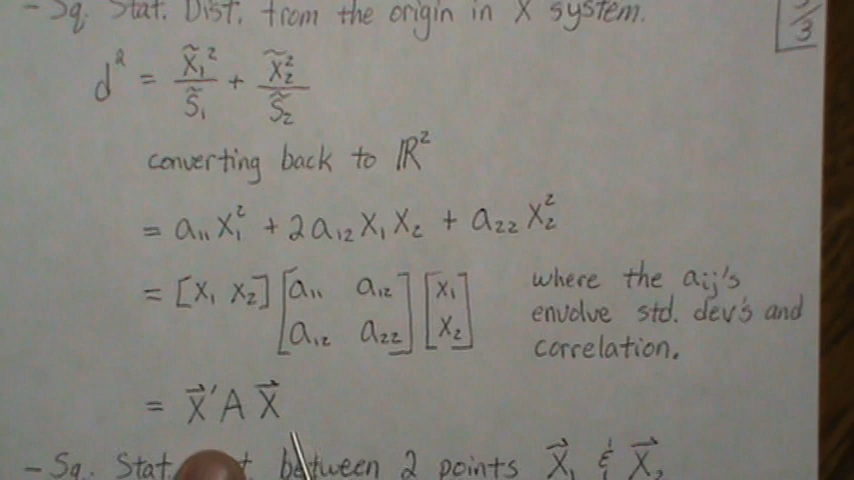 - Sq. Stat. Dist. from the origin in X system.
3
d² = x̃₁²/s̃₁ + x̃₂²/s̃₂
converting back to ℝ²
= a₁₁x₁² + 2a₁₂x₁x₂ + a₂₂x₂²
= [x₁ x₂] [a₁₁ a₁₂; a₁₂ a₂₂] [x₁; x₂]
where the aij's
envolve std. dev's and
correlation.
= x⃗'A x⃗
- Sq. Stat. between 2 points x⃗₁ & x⃗₂